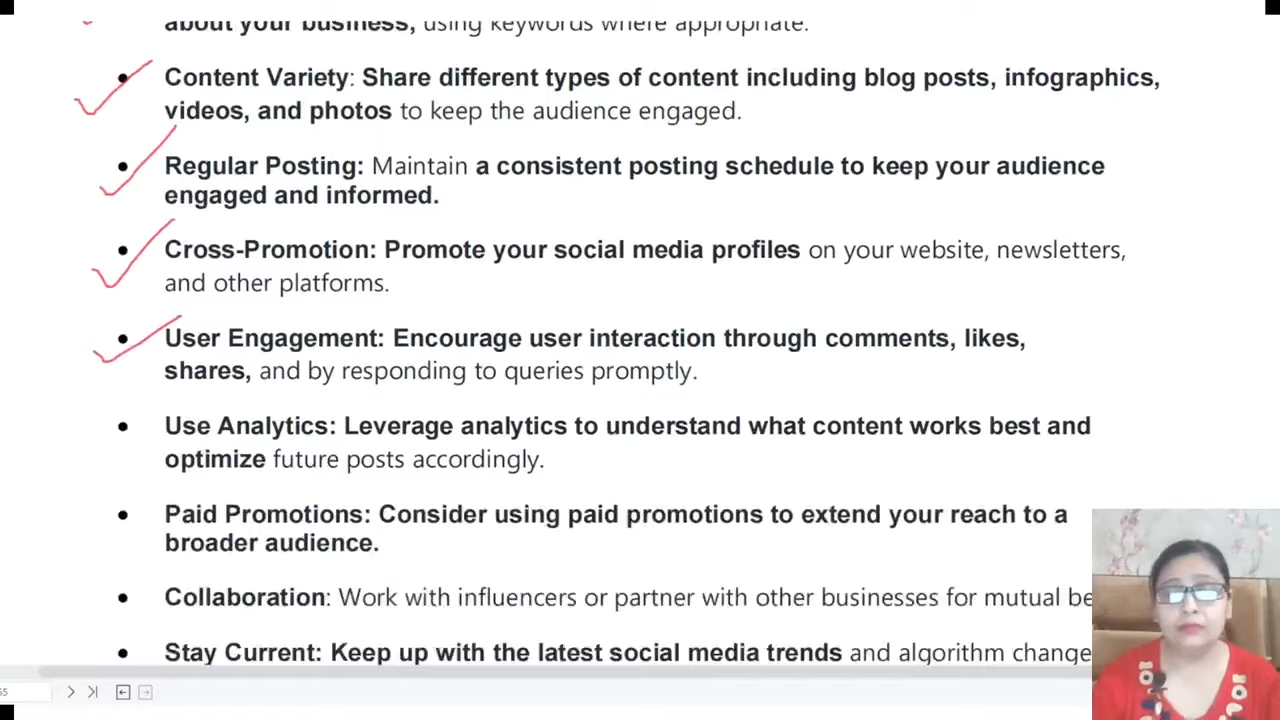 about your business, using keywords where appropriate.
• Content Variety: Share different types of content including blog posts, infographics,
videos, and photos to keep the audience engaged.
• Regular Posting: Maintain a consistent posting schedule to keep your audience
engaged and informed.
• Cross-Promotion: Promote your social media profiles on your website, newsletters,
and other platforms.
• User Engagement: Encourage user interaction through comments, likes,
shares, and by responding to queries promptly.
• Use Analytics: Leverage analytics to understand what content works best and
optimize future posts accordingly.
• Paid Promotions: Consider using paid promotions to extend your reach to a
broader audience.
• Collaboration: Work with influencers or partner with other businesses for mutual be
• Stay Current: Keep up with the latest social media trends and algorithm change